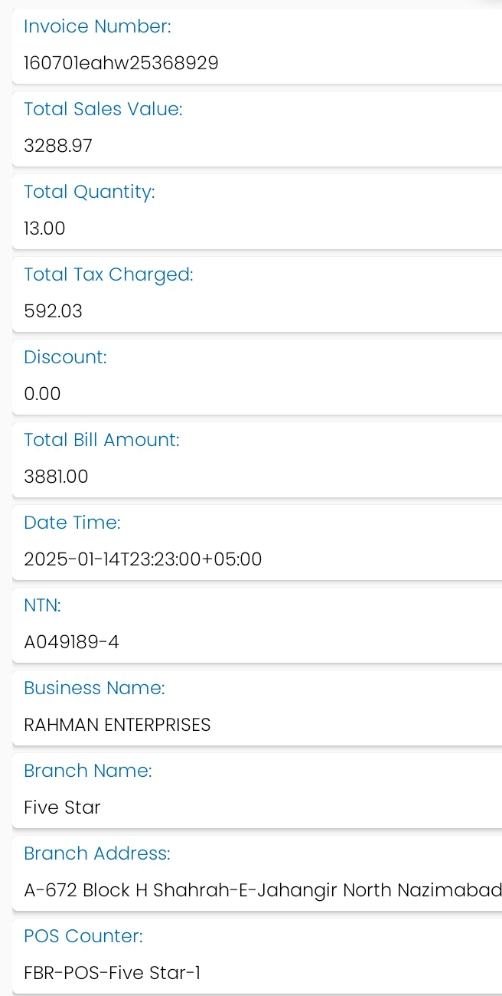 Invoice Number:
160701eahw25368929
Total Sales Value:
3288.97
Total Quantity:
13.00
Total Tax Charged:
592.03
Discount:
0.00
Total Bill Amount:
3881.00
Date Time:
2025-01-14T23:23:00+05:00
NTN:
A049189-4
Business Name:
RAHMAN ENTERPRISES
Branch Name:
Five Star
Branch Address:
A-672 Block H Shahrah-E-Jahangir North Nazimabad
POS Counter:
FBR-POS-Five Star-1